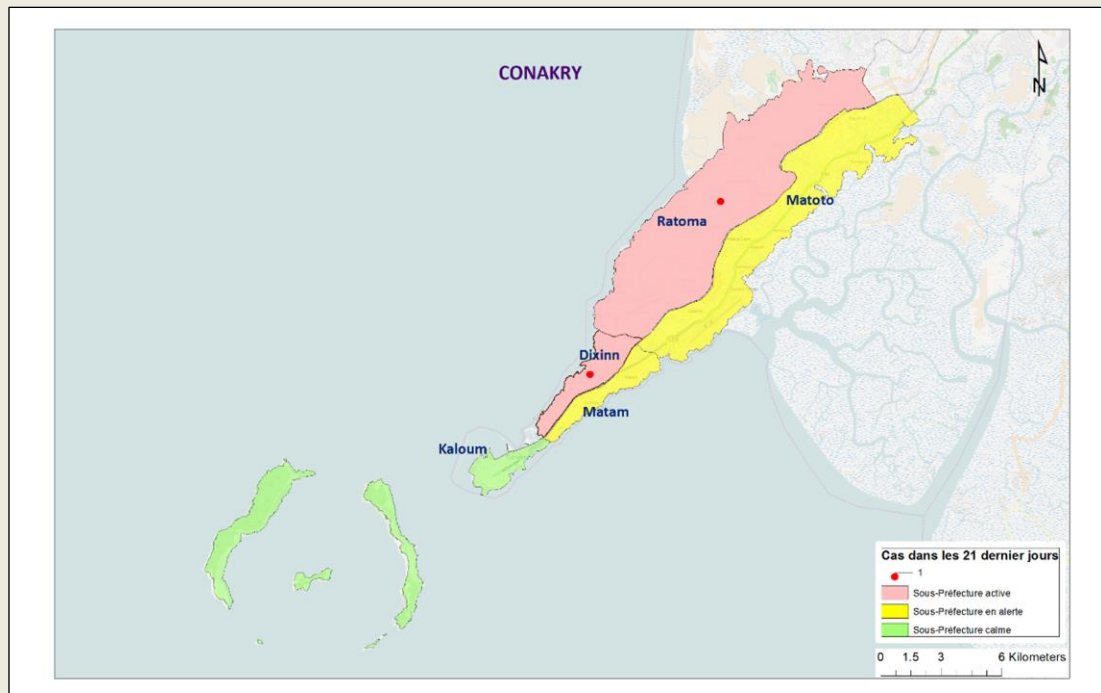 CONAKRY
N
Ratoma
Matoto
Dixinn
Matam
Kaloum
Cas dans les 21 dernier jours
1
Sous-Préfecture active
Sous-Préfecture en alerte
Sous-Préfecture calme
0 1.5 3 6 Kilometers